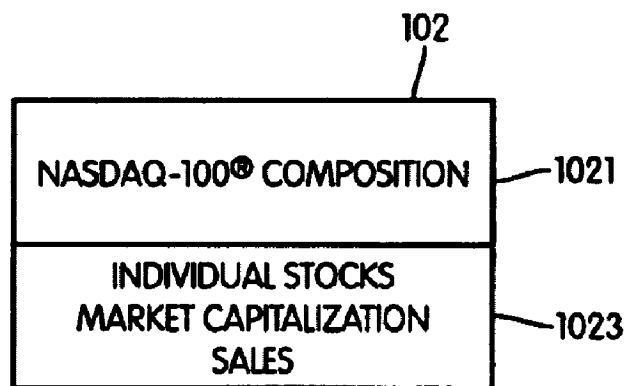 102
NASDAQ-100® COMPOSITION
1021
INDIVIDUAL STOCKS
MARKET CAPITALIZATION
SALES
1023